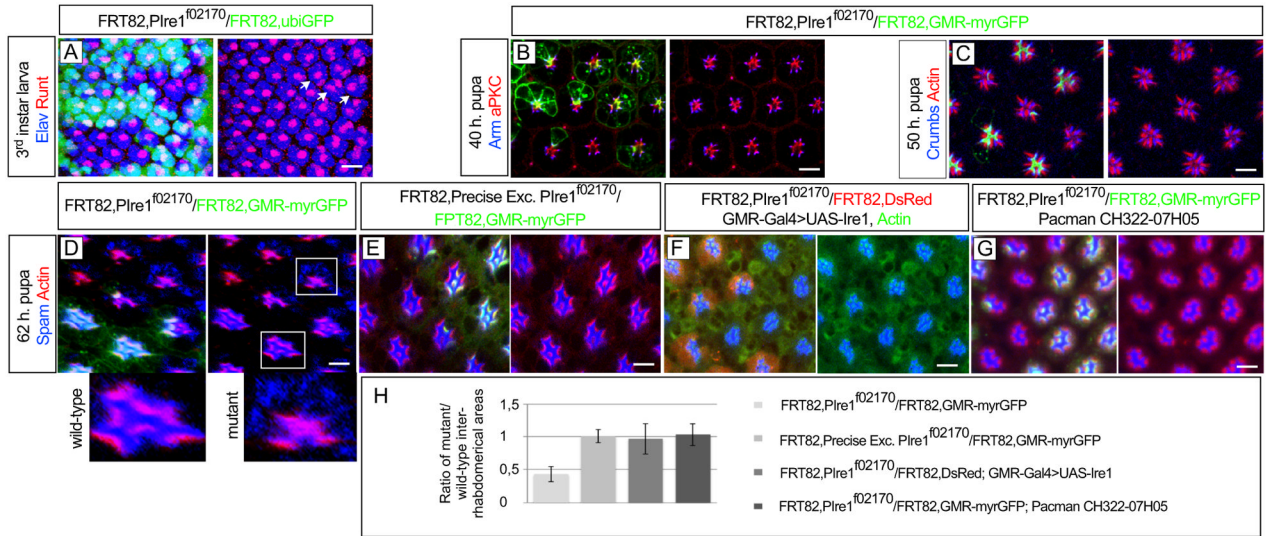 FRT82,PIre1f02170/FRT82,ubiGFP
3rd instar larva
Elav Runt
A
FRT82,PIre1f02170/FRT82,GMR-myrGFP
40 h. pupa
Arm aPKC
B
50 h. pupa
Crumbs Actin
C
FRT82,PIre1f02170/FRT82,GMR-myrGFP
62 h. pupa
Spam Actin
D
wild-type
mutant
FRT82,Precise Exc. PIre1f02170/
FPT82,GMR-myrGFP
E
FRT82,PIre1f02170/FRT82,DsRed
GMR-Gal4>UAS-Ire1, Actin
F
FRT82,PIre1f02170/FRT82,GMR-myrGFP
Pacman CH322-07H05
G
H
Ratio of mutant/
wild-type inter-
rhabdomerical areas
1,5
1
0,5
0
FRT82,PIre1f02170/FRT82,GMR-myrGFP
FRT82,Precise Exc. PIre1f02170/FRT82,GMR-myrGFP
FRT82,PIre1f02170/FRT82,DsRed; GMR-Gal4>UAS-Ire1
FRT82,PIre1f02170/FRT82,GMR-myrGFP; Pacman CH322-07H05